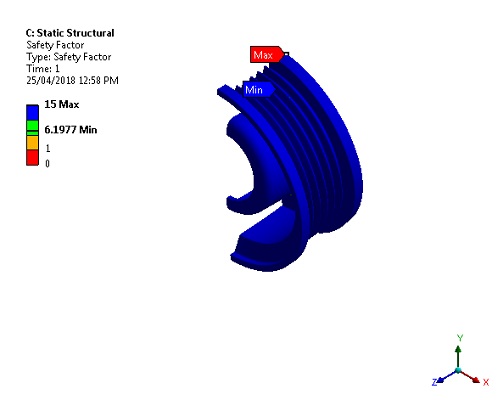 C: Static Structural
Safety Factor
Type: Safety Factor
Time: 1
25/04/2018 12:58 PM
15 Max
6.1977 Min
1
0
Max
Min
Y
Z
X